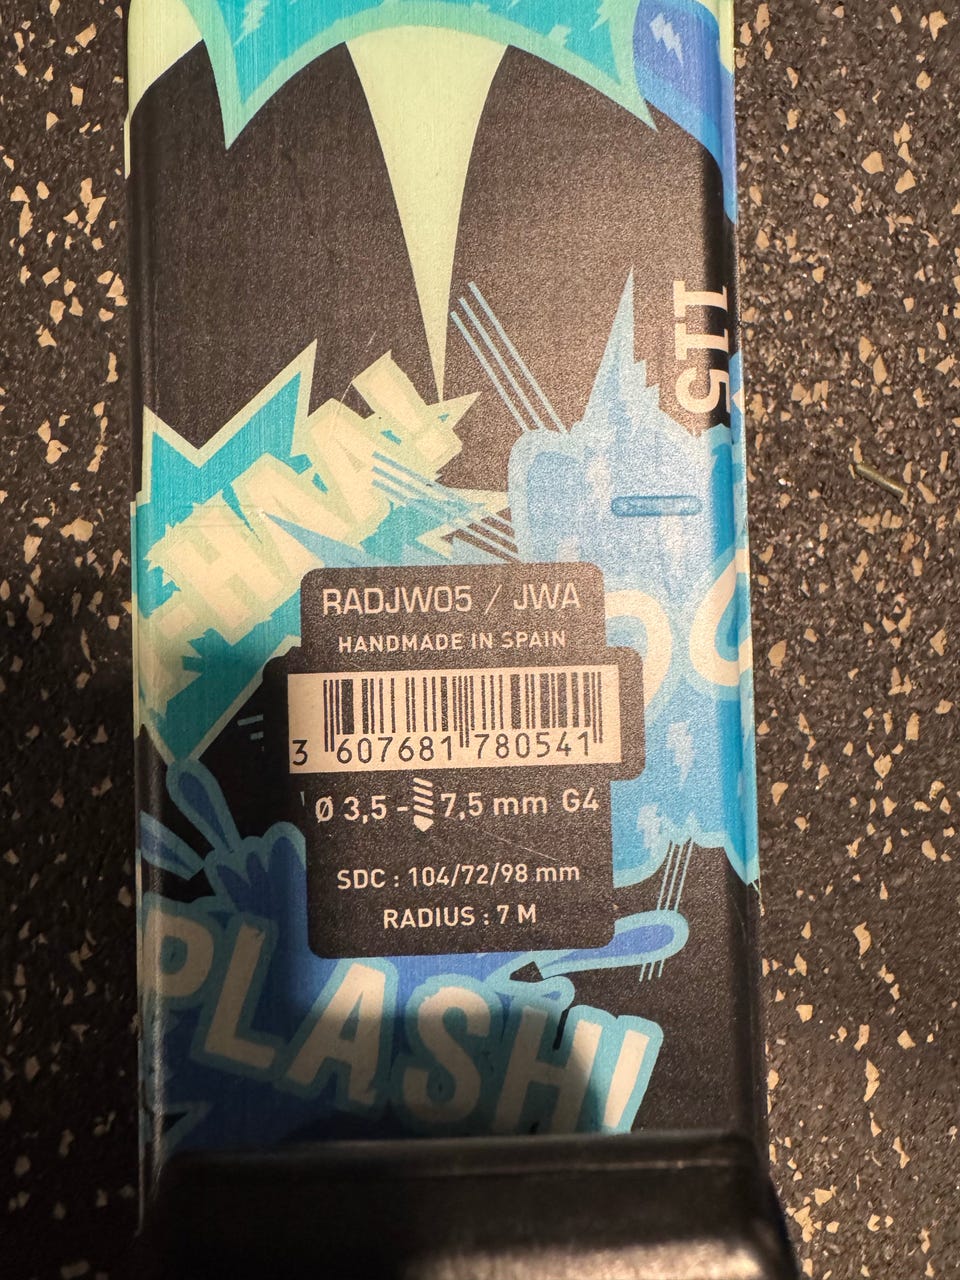 115
HAA!
RADJW05 / JWA
HANDMADE IN SPAIN
3 607681 780541
Ø 3,5 - 7,5 mm G4
SDC : 104/72/98 mm
RADIUS : 7 M
PLASH!